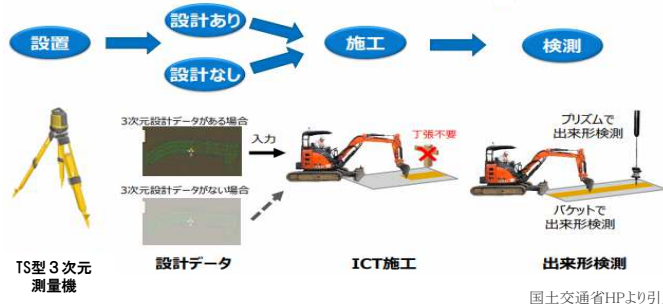 設置
設計あり
設計なし
施工
検測
3次元設計データがある場合
入力
3次元設計データがない場合
丁張不要
プリズムで
出来形検測
バケットで
出来形検測
TS型3次元
測量機
設計データ
ICT施工
出来形検測
国土交通省HPより引